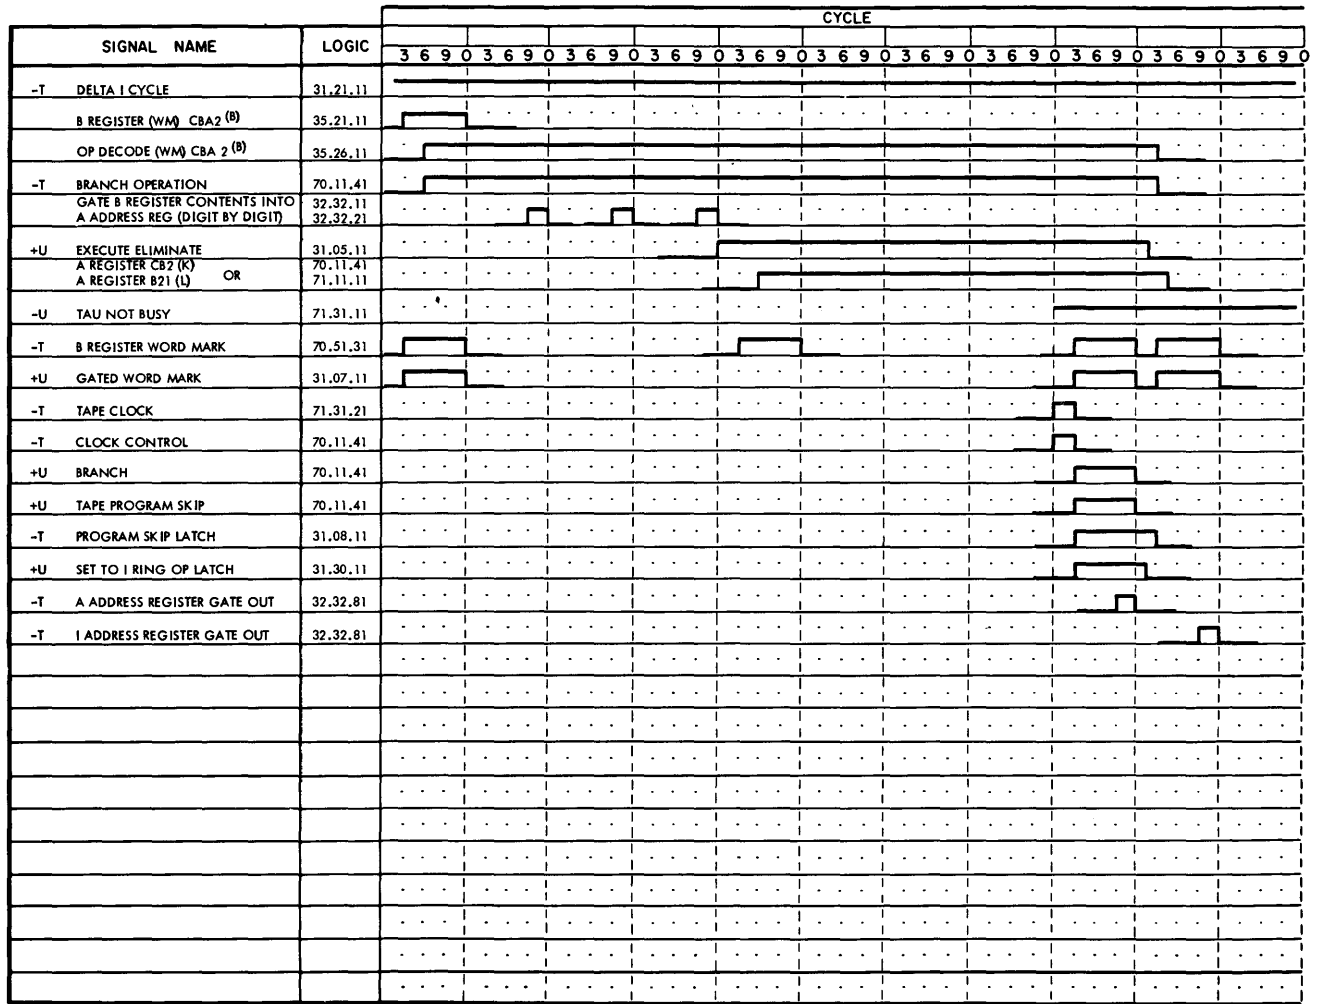 CYCLE
SIGNAL NAME LOGIC
3 6 9 0 3 6 9 0 3 6 9 0 3 6 9 0 3 6 9 0 3 6 9 0 3 6 9 0 3 6 9 0 3 6 9 0 3 6 9 0 3 6 9 0
-T DELTA I CYCLE 31.21.11
B REGISTER (WM) CBA2 (B) 35.21.11
OP DECODE (WM) CBA 2 (B) 35.26.11
-T BRANCH OPERATION 70.11.41
GATE B REGISTER CONTENTS INTO 32.32.11
A ADDRESS REG (DIGIT BY DIGIT) 32.32.21
+U EXECUTE ELIMINATE 31.05.11
A REGISTER CB2 (K) 70.11.41
OR
A REGISTER B21 (L) 71.11.11
-U TAU NOT BUSY 71.31.11
-T B REGISTER WORD MARK 70.51.31
+U GATED WORD MARK 31.07.11
-T TAPE CLOCK 71.31.21
-T CLOCK CONTROL 70.11.41
+U BRANCH 70.11.41
+U TAPE PROGRAM SKIP 70.11.41
-T PROGRAM SKIP LATCH 31.08.11
+U SET TO I RING OP LATCH 31.30.11
-T A ADDRESS REGISTER GATE OUT 32.32.81
-T I ADDRESS REGISTER GATE OUT 32.32.81